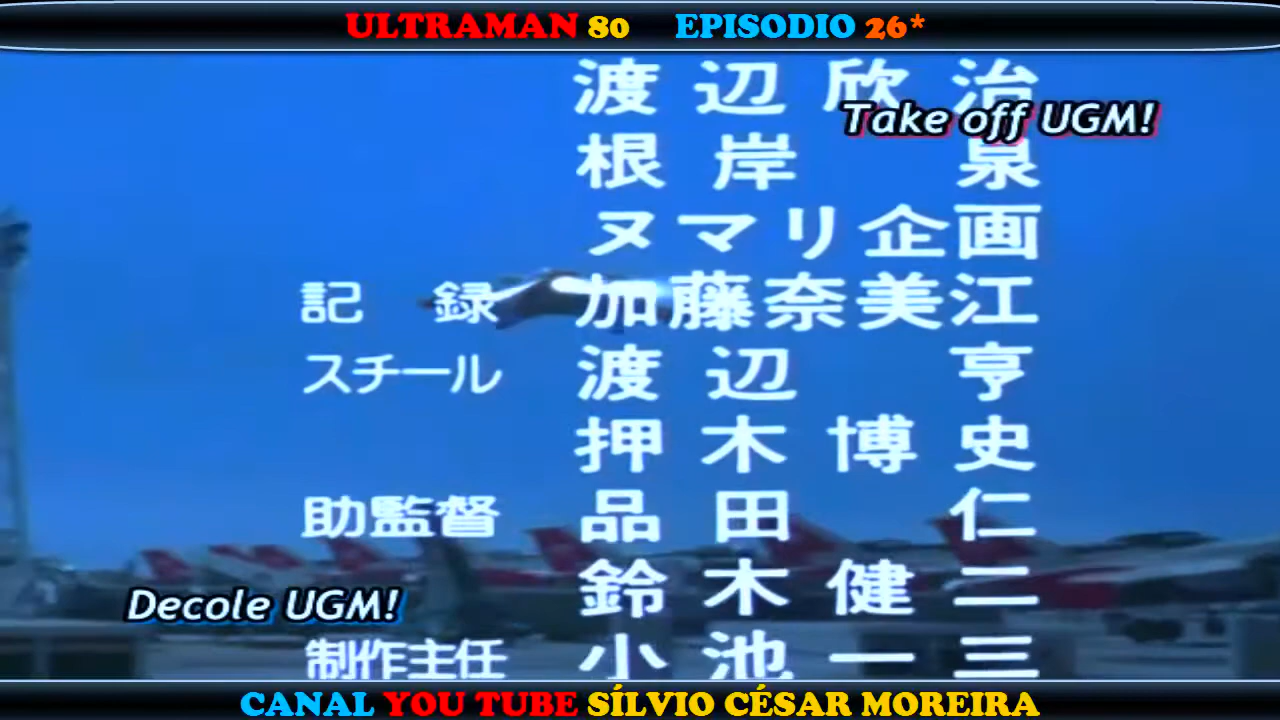 ULTRAMAN 80 EPISODIO 26*
渡辺欣治
Take off UGM!
根岸 泉
ヌマリ企画
記 録 加藤奈美江
スチール 渡辺 亨
押木博史
助監督 品田 仁
鈴木健二
Decole UGM!
制作主任 小池一三
CANAL YOU TUBE SÍLVIO CÉSAR MOREIRA